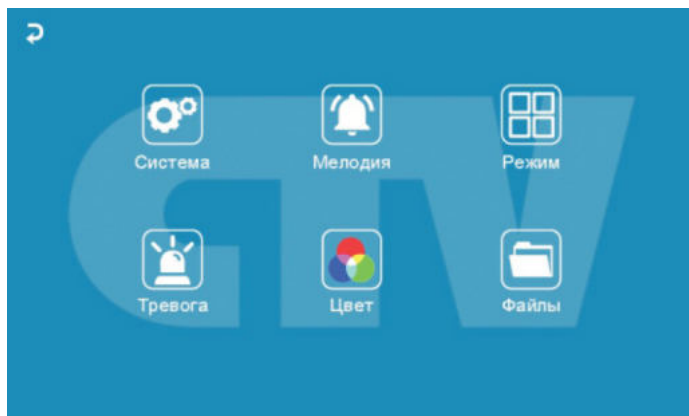 CTV
Система
Мелодия
Режим
Тревога
Цвет
Файлы